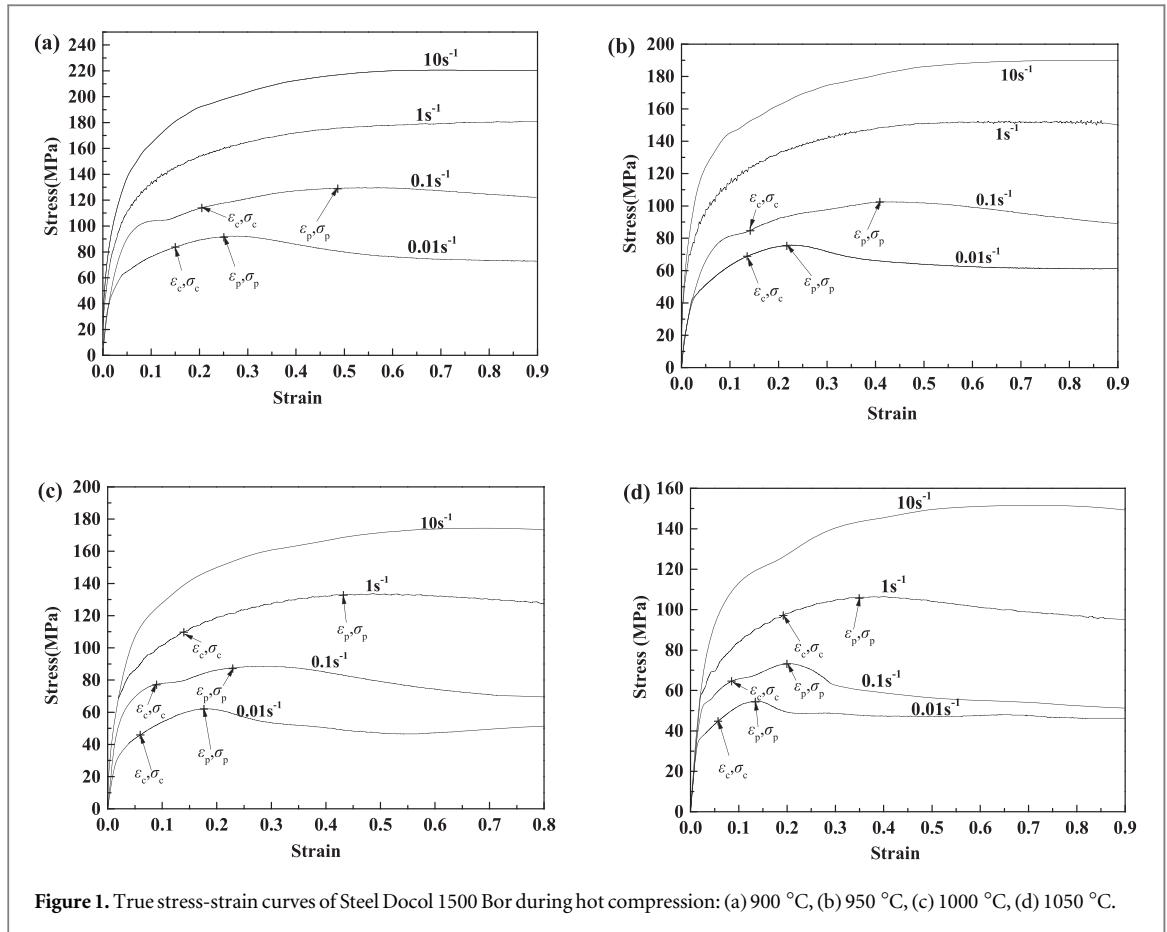 (a)
240
220
200
180
160
140
120
100
80
60
40
20
0
Stress(MPa)
10s⁻¹
1s⁻¹
0.1s⁻¹
εc,σc
εp,σp
0.01s⁻¹
εc,σc
εp,σp
0.0 0.1 0.2 0.3 0.4 0.5 0.6 0.7 0.8 0.9
Strain
(b)
200
180
160
140
120
100
80
60
40
20
0
Stress(MPa)
10s⁻¹
1s⁻¹
εc,σc
0.1s⁻¹
εp,σp
0.01s⁻¹
εc,σc
εp,σp
0.0 0.1 0.2 0.3 0.4 0.5 0.6 0.7 0.8 0.9
Strain
(c)
200
180
160
140
120
100
80
60
40
20
0
Stress(MPa)
10s⁻¹
1s⁻¹
εc,σc
εp,σp
0.1s⁻¹
εc,σc
εp,σp
0.01s⁻¹
εc,σc
εp,σp
0.0 0.1 0.2 0.3 0.4 0.5 0.6 0.7 0.8
Strain
(d)
160
140
120
100
80
60
40
20
0
Stress (MPa)
10s⁻¹
1s⁻¹
εc,σc
εp,σp
0.1s⁻¹
εc,σc
εp,σp
0.01s⁻¹
εc,σc
εp,σp
0.0 0.1 0.2 0.3 0.4 0.5 0.6 0.7 0.8 0.9
Strain
Figure 1. True stress-strain curves of Steel Docol 1500 Bor during hot compression: (a) 900 °C, (b) 950 °C, (c) 1000 °C, (d) 1050 °C.